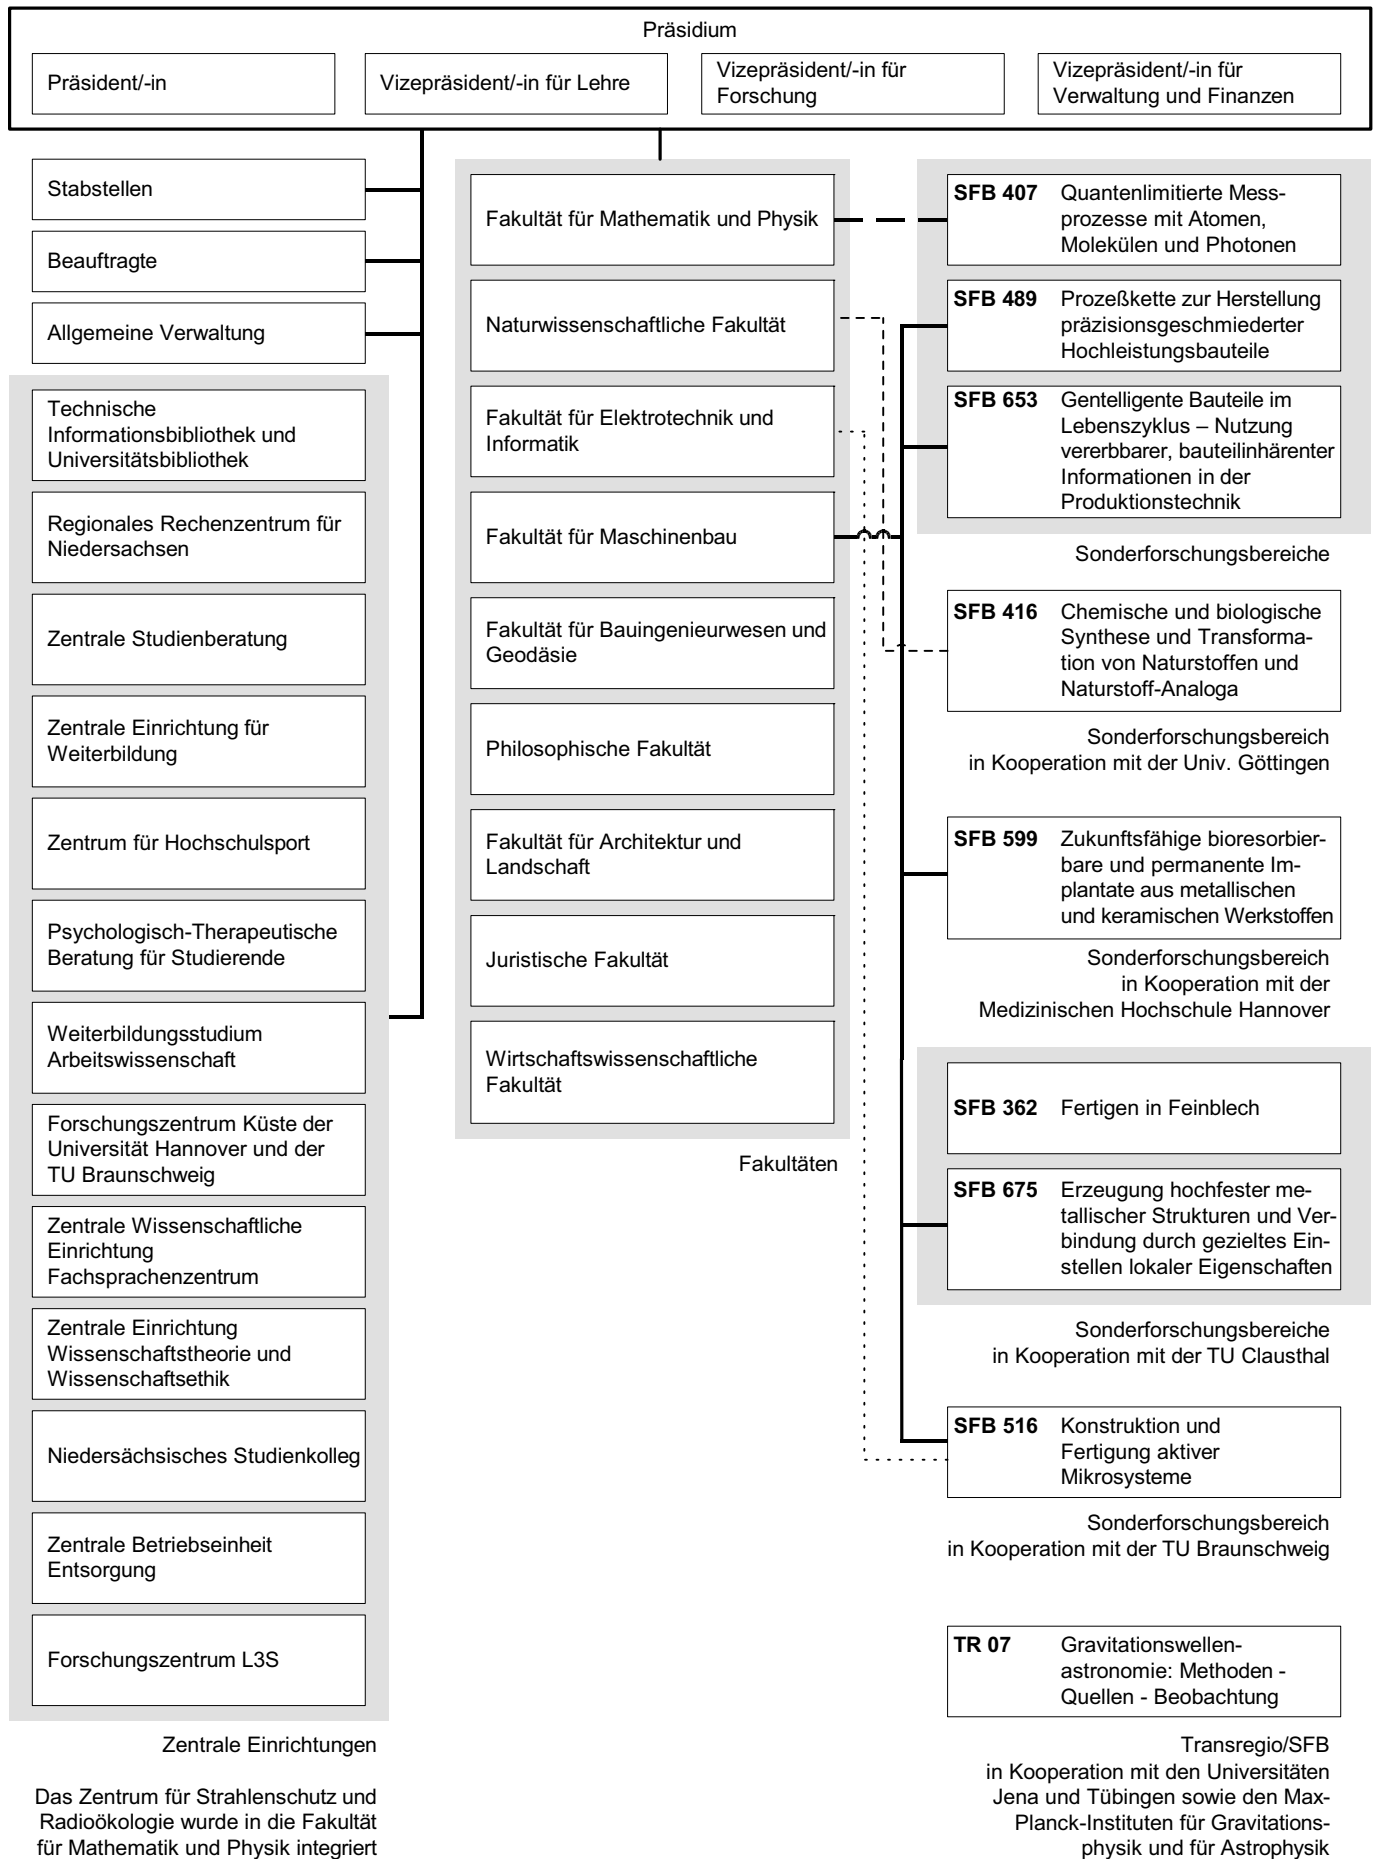 Präsidium
Präsident/-in
Vizepräsident/-in für Lehre
Vizepräsident/-in für
Forschung
Vizepräsident/-in für
Verwaltung und Finanzen
Stabstellen
Beauftragte
Allgemeine Verwaltung
Technische
Informationsbibliothek und
Universitätsbibliothek
Regionales Rechenzentrum für
Niedersachsen
Zentrale Studienberatung
Zentrale Einrichtung für
Weiterbildung
Zentrum für Hochschulsport
Psychologisch-Therapeutische
Beratung für Studierende
Weiterbildungsstudium
Arbeitswissenschaft
Forschungszentrum Küste der
Universität Hannover und der
TU Braunschweig
Zentrale Wissenschaftliche
Einrichtung
Fachsprachenzentrum
Zentrale Einrichtung
Wissenschaftstheorie und
Wissenschaftsethik
Niedersächsisches Studienkolleg
Zentrale Betriebseinheit
Entsorgung
Forschungszentrum L3S
Zentrale Einrichtungen
Das Zentrum für Strahlenschutz und
Radioökologie wurde in die Fakultät
für Mathematik und Physik integriert
Fakultät für Mathematik und Physik
Naturwissenschaftliche Fakultät
Fakultät für Elektrotechnik und
Informatik
Fakultät für Maschinenbau
Fakultät für Bauingenieurwesen und
Geodäsie
Philosophische Fakultät
Fakultät für Architektur und
Landschaft
Juristische Fakultät
Wirtschaftswissenschaftliche
Fakultät
Fakultäten
SFB 407 Quantenlimitierte Mess-
prozesse mit Atomen,
Molekülen und Photonen
SFB 489 Prozeßkette zur Herstellung
präzisionsgeschmiederter
Hochleistungsbauteile
SFB 653 Gentelligente Bauteile im
Lebenszyklus – Nutzung
vererbbarer, bauteilinhärenter
Informationen in der
Produktionstechnik
Sonderforschungsbereiche
SFB 416 Chemische und biologische
Synthese und Transforma-
tion von Naturstoffen und
Naturstoff-Analoga
Sonderforschungsbereich
in Kooperation mit der Univ. Göttingen
SFB 599 Zukunftsfähige bioresorbier-
bare und permanente Im-
plantate aus metallischen
und keramischen Werkstoffen
Sonderforschungsbereich
in Kooperation mit der
Medizinischen Hochschule Hannover
SFB 362 Fertigen in Feinblech
SFB 675 Erzeugung hochfester me-
tallischer Strukturen und Ver-
bindung durch gezieltes Ein-
stellen lokaler Eigenschaften
Sonderforschungsbereiche
in Kooperation mit der TU Clausthal
SFB 516 Konstruktion und
Fertigung aktiver
Mikrosysteme
Sonderforschungsbereich
in Kooperation mit der TU Braunschweig
TR 07 Gravitationswellen-
astronomie: Methoden -
Quellen - Beobachtung
Transregio/SFB
in Kooperation mit den Universitäten
Jena und Tübingen sowie den Max-
Planck-Instituten für Gravitations-
physik und für Astrophysik